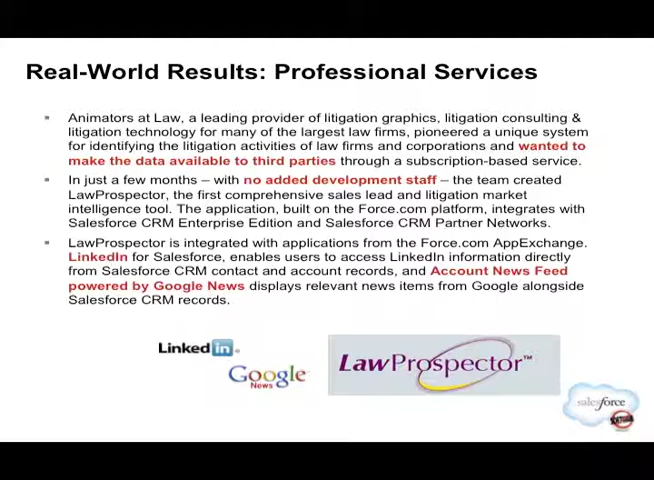 Real-World Results: Professional Services
Animators at Law, a leading provider of litigation graphics, litigation consulting &
litigation technology for many of the largest law firms, pioneered a unique system
for identifying the litigation activities of law firms and corporations and wanted to
make the data available to third parties through a subscription-based service.
In just a few months – with no added development staff – the team created
LawProspector, the first comprehensive sales lead and litigation market
intelligence tool. The application, built on the Force.com platform, integrates with
Salesforce CRM Enterprise Edition and Salesforce CRM Partner Networks.
LawProspector is integrated with applications from the Force.com AppExchange.
LinkedIn for Salesforce, enables users to access LinkedIn information directly
from Salesforce CRM contact and account records, and Account News Feed
powered by Google News displays relevant news items from Google alongside
Salesforce CRM records.
Linked in
Google
News
LawProspector™
salesforce